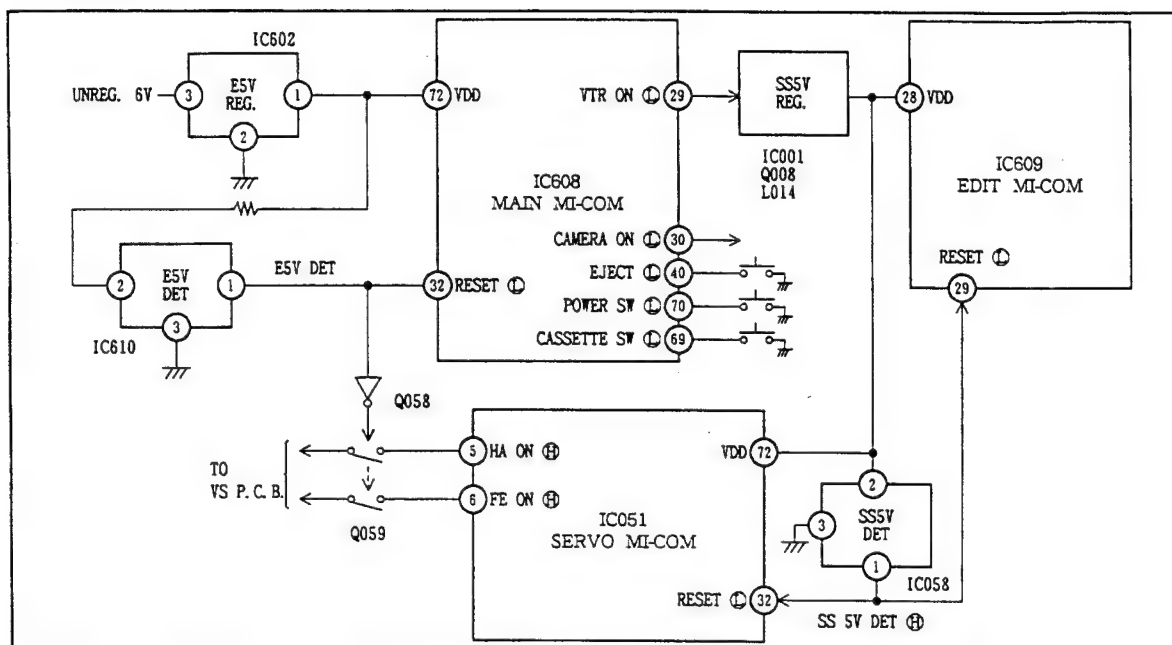 IC602
UNREG. 6V
3
E5V
REG.
1
2
72
VDD
VTR ON Ⓛ
29
SS5V
REG.
IC001
Q008
L014
28
VDD
IC609
EDIT MI-COM
RESET Ⓛ
29
IC608
MAIN MI-COM
CAMERA ON Ⓛ
30
EJECT Ⓛ
40
POWER SW Ⓛ
70
CASSETTE SW Ⓛ
69
2
E5V
DET
1
3
IC610
E5V DET
32
RESET Ⓛ
Q058
TO
VS P.C.B.
5
HA ON Ⓗ
6
FE ON Ⓗ
Q059
IC051
SERVO MI-COM
VDD
72
2
3
SS5V
DET
1
IC058
RESET Ⓛ
32
SS 5V DET Ⓗ